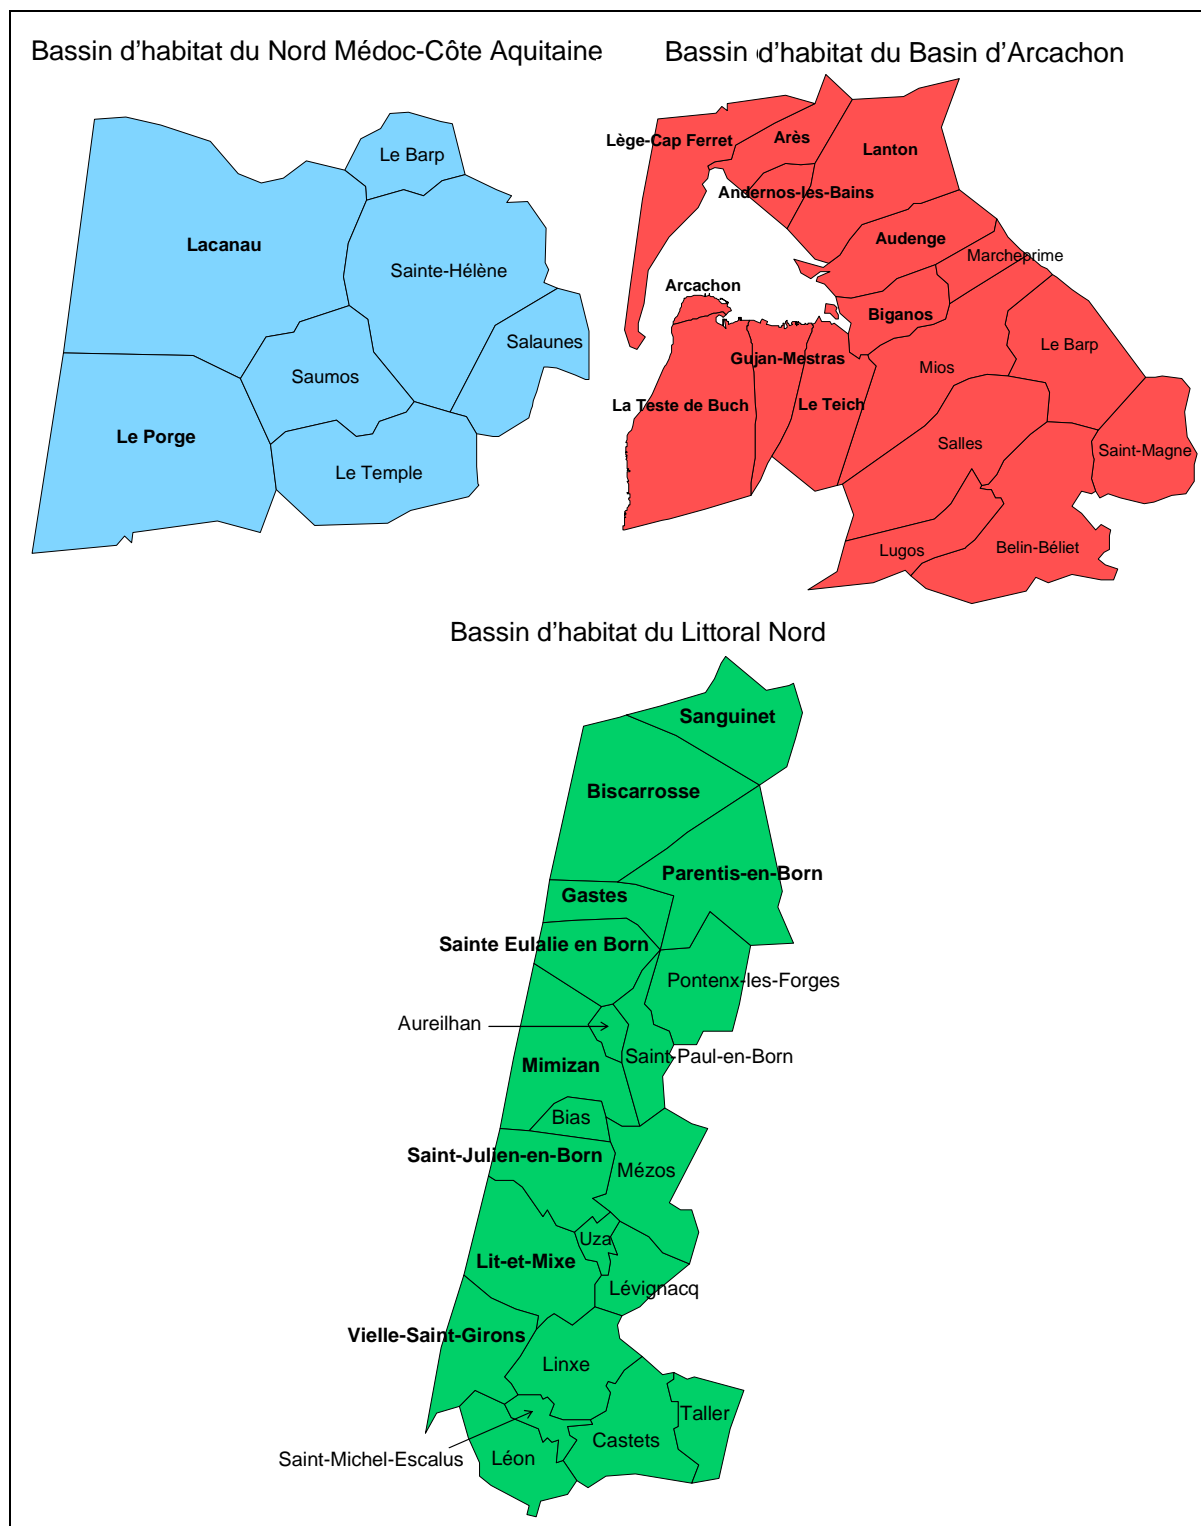 Bassin d'habitat du Nord Médoc-Côte Aquitaine
Le Barp
Lacanau
Sainte-Hélène
Salaunes
Saumos
Le Porge
Le Temple
Bassin d'habitat du Basin d'Arcachon
Lège-Cap Ferret
Arès
Lanton
Andernos-les-Bains
Audenge
Marcheprime
Arcachon
Biganos
Le Barp
Gujan-Mestras
Mios
La Teste de Buch
Le Teich
Salles
Saint-Magne
Lugos
Belin-Béliet
Bassin d'habitat du Littoral Nord
Sanguinet
Biscarrosse
Parentis-en-Born
Gastes
Sainte Eulalie en Born
Pontenx-les-Forges
Aureilhan
Saint-Paul-en-Born
Mimizan
Bias
Saint-Julien-en-Born
Mézos
Uza
Lit-et-Mixe
Lévignacq
Vielle-Saint-Girons
Linxe
Taller
Castets
Saint-Michel-Escalus
Léon